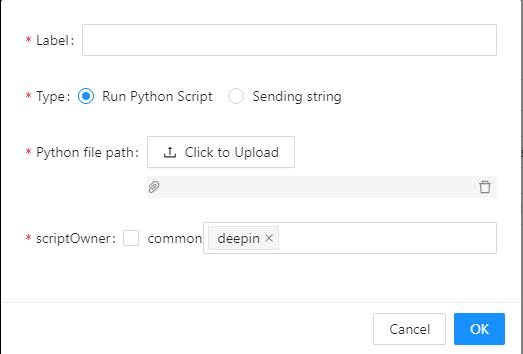 * Label:
* Type: Run Python Script Sending string
* Python file path: Click to Upload
* scriptOwner: common deepin ×
Cancel OK